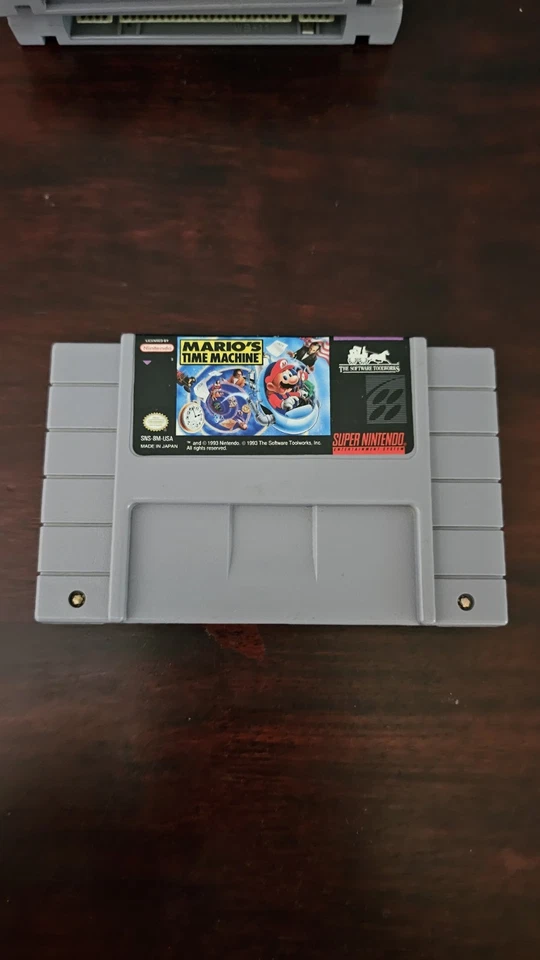 LICENSED BY
Nintendo
MARIO'S
TIME MACHINE
THE SOFTWARE TOOLWORKS
SNS-8M-USA
MADE IN JAPAN
™ and © 1993 Nintendo. © 1993 The Software Toolworks, Inc.
All rights reserved.
SUPER NINTENDO
ENTERTAINMENT SYSTEM